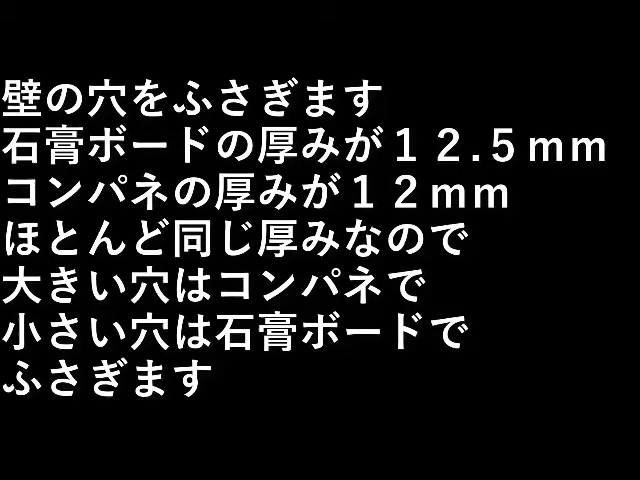 壁の穴をふさぎます
石膏ボードの厚みが１２.５ｍｍ
コンパネの厚みが１２ｍｍ
ほとんど同じ厚みなので
大きい穴はコンパネで
小さい穴は石膏ボードで
ふさぎます